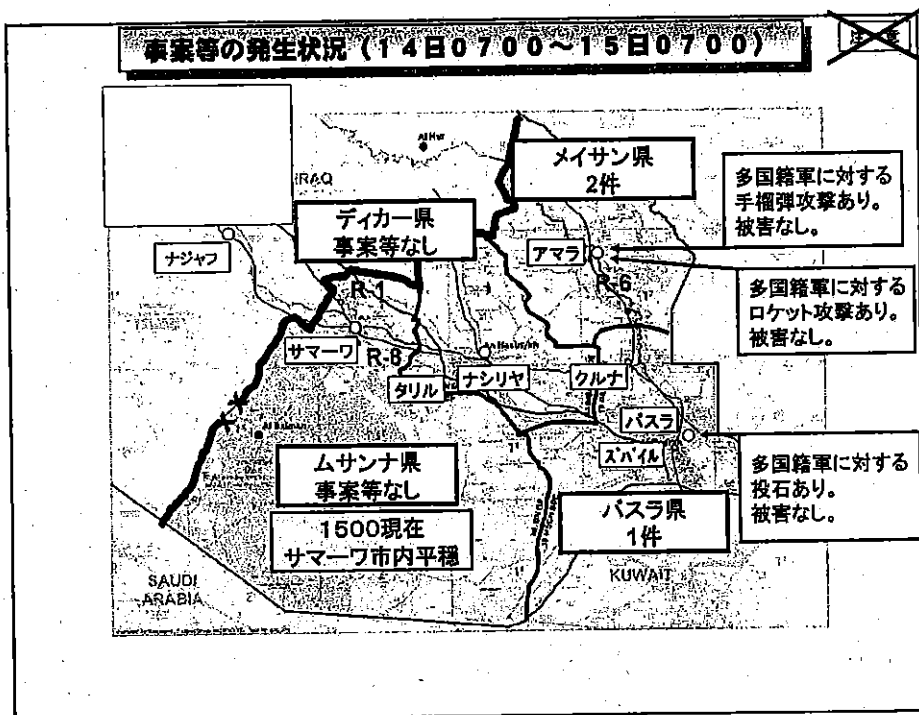 事案等の発生状況(14日0700~15日0700)
注 意
IRAQ
メイサン県
2件
多国籍軍に対する
手榴弾攻撃あり。
被害なし。
ディカー県
事案等なし
ナジャフ
アマラ
R-1
R-6
多国籍軍に対する
ロケット攻撃あり。
被害なし。
サマーワ
R-8
タリル
ナシリヤ
クルナ
バスラ
ズバイル
ムサンナ県
事案等なし
多国籍軍に対する
投石あり。
被害なし。
1500現在
サマーワ市内平穏
バスラ県
1件
SAUDI
ARABIA
KUWAIT